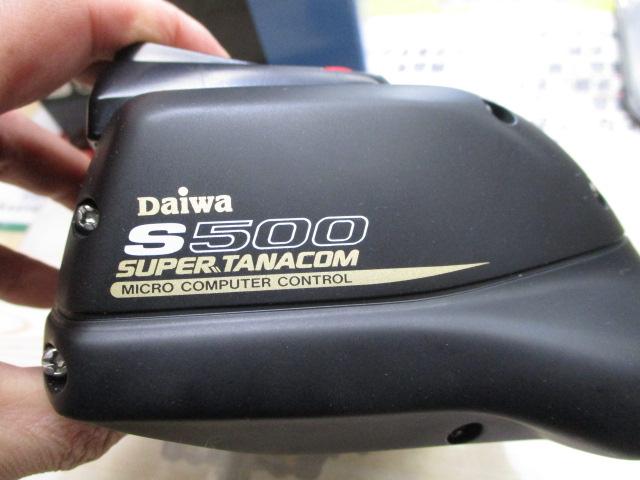 Daiwa
S500
SUPER TANACOM
MICRO COMPUTER CONTROL